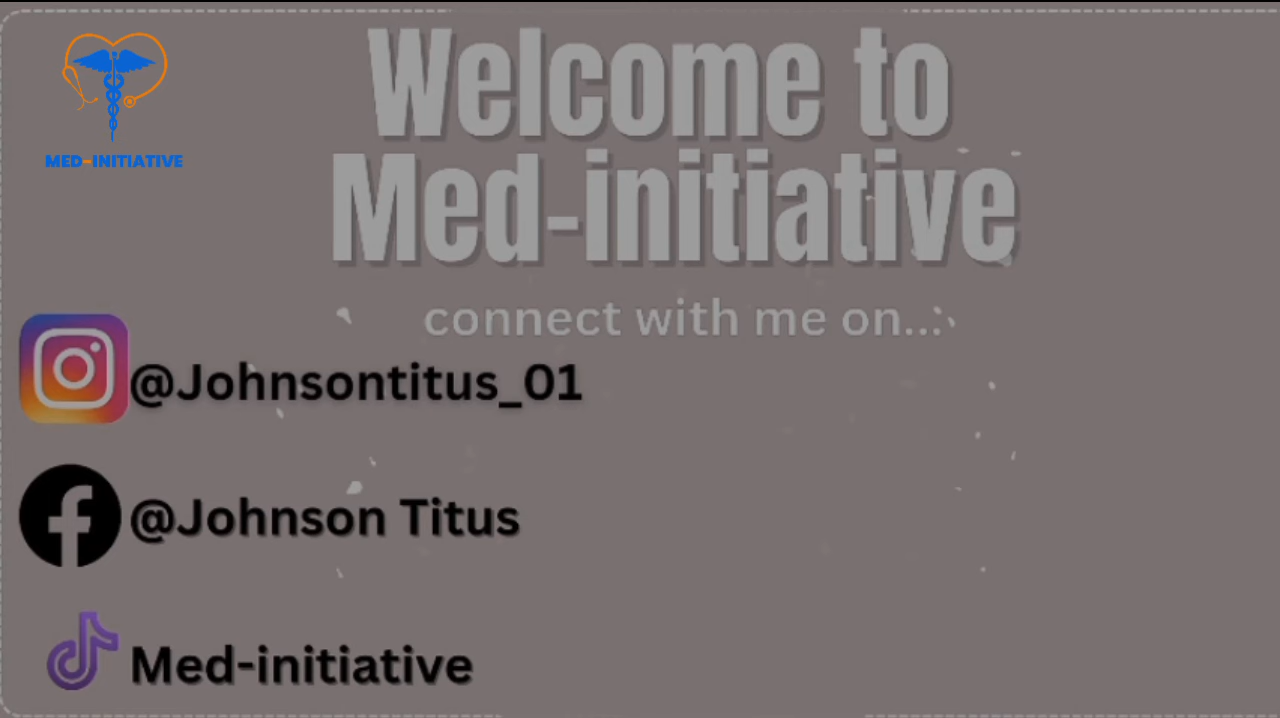 MED-INITIATIVE
Welcome to
Med-initiative
connect with me on...
@Johnsontitus_01
@Johnson Titus
Med-initiative